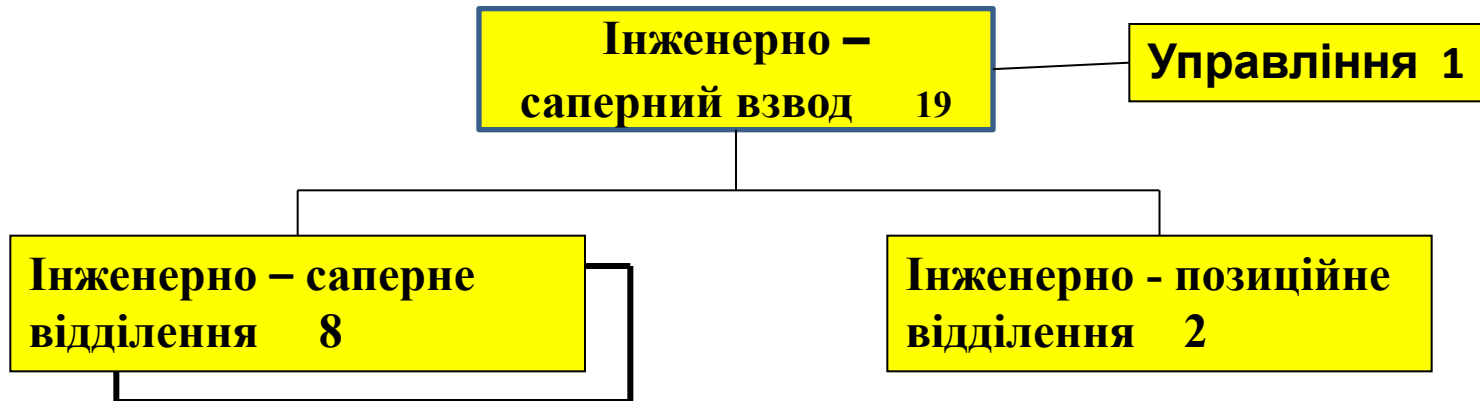 Інженерно –
саперний взвод 19
Управління 1
Інженерно – саперне
відділення 8
Інженерно - позиційне
відділення 2